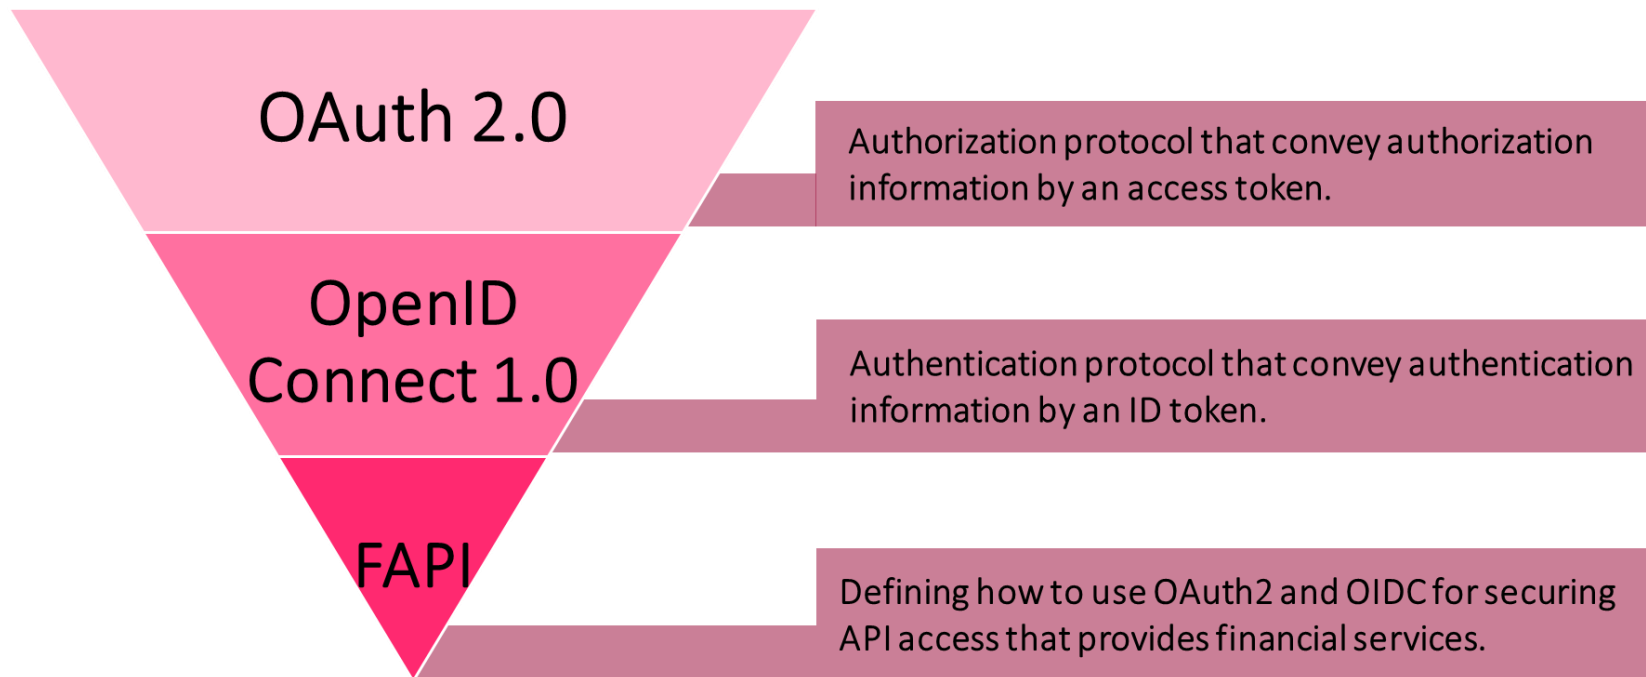 OAuth 2.0
Authorization protocol that convey authorization
information by an access token.
OpenID
Connect 1.0
Authentication protocol that convey authentication
information by an ID token.
FAPI
Defining how to use OAuth2 and OIDC for securing
API access that provides financial services.